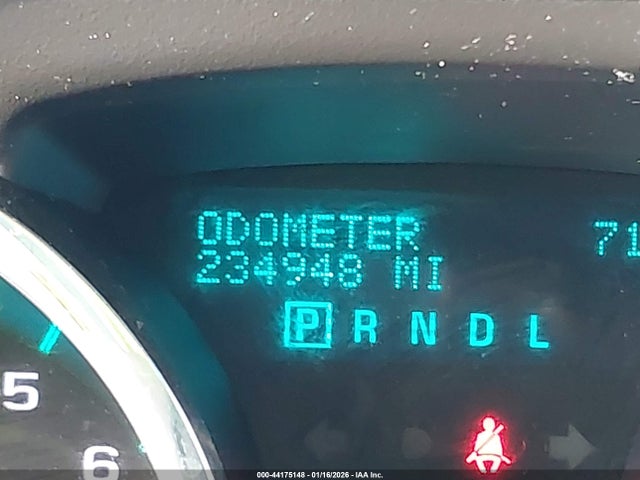 ODOMETER
71
234948 MI
P R N D L
5
6
000-44175148 - 01/16/2026 - IAA Inc.